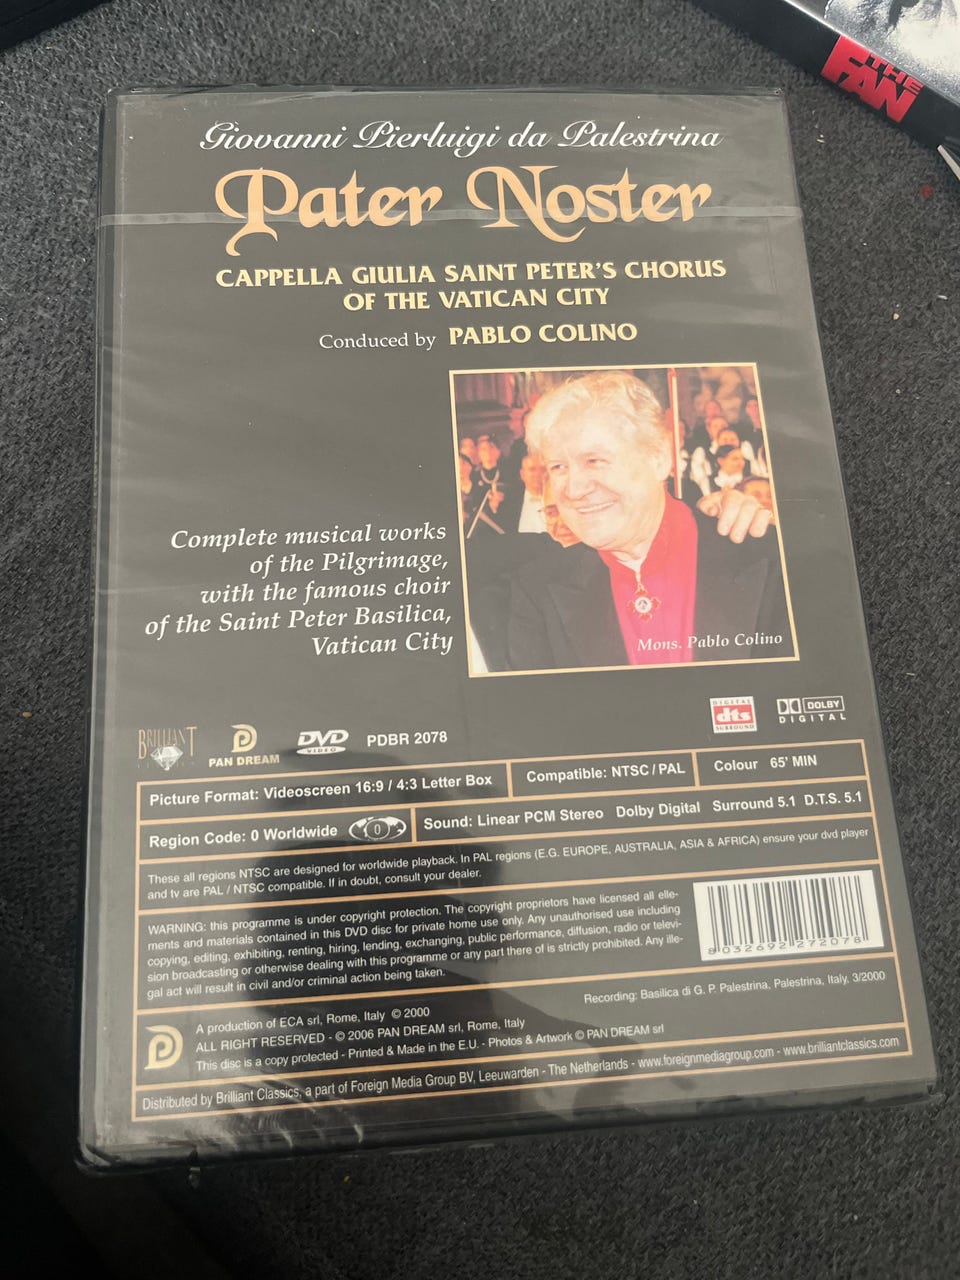 THE
FAN
Giovanni Pierluigi da Palestrina
Pater Noster
CAPPELLA GIULIA SAINT PETER'S CHORUS
OF THE VATICAN CITY
Conduced by PABLO COLINO
Complete musical works
of the Pilgrimage,
with the famous choir
of the Saint Peter Basilica,
Vatican City
Mons. Pablo Colino
BRILLIANT
PAN DREAM
DVD
VIDEO
PDBR 2078
DIGITAL
dts
SURROUND
DOLBY
DIGITAL
Picture Format: Videoscreen 16:9 / 4:3 Letter Box
Compatible: NTSC / PAL
Colour 65' MIN
Region Code: 0 Worldwide
0
Sound: Linear PCM Stereo Dolby Digital Surround 5.1 D.T.S. 5.1
These all regions NTSC are designed for worldwide playback. In PAL regions (E.G. EUROPE, AUSTRALIA, ASIA & AFRICA) ensure your dvd player
and tv are PAL / NTSC compatible. If in doubt, consult your dealer.
WARNING: this programme is under copyright protection. The copyright proprietors have licensed all elle-
ments and materials contained in this DVD disc for private home use only. Any unauthorised use including
copying, editing, exhibiting, renting, hiring, lending, exchanging, public performance, diffusion, radio or televi-
sion broadcasting or otherwise dealing with this programme or any part there of is strictly prohibited. Any ille-
gal act will result in civil and/or criminal action being taken.
8 032692 272078
Recording: Basilica di G. P. Palestrina, Palestrina, Italy. 3/2000
A production of ECA srl, Rome, Italy © 2000
ALL RIGHT RESERVED - © 2006 PAN DREAM srl, Rome, Italy
This disc is a copy protected - Printed & Made in the E.U. - Photos & Artwork © PAN DREAM srl
Distributed by Brilliant Classics, a part of Foreign Media Group BV, Leeuwarden - The Netherlands - www.foreignmediagroup.com - www.brilliantclassics.com